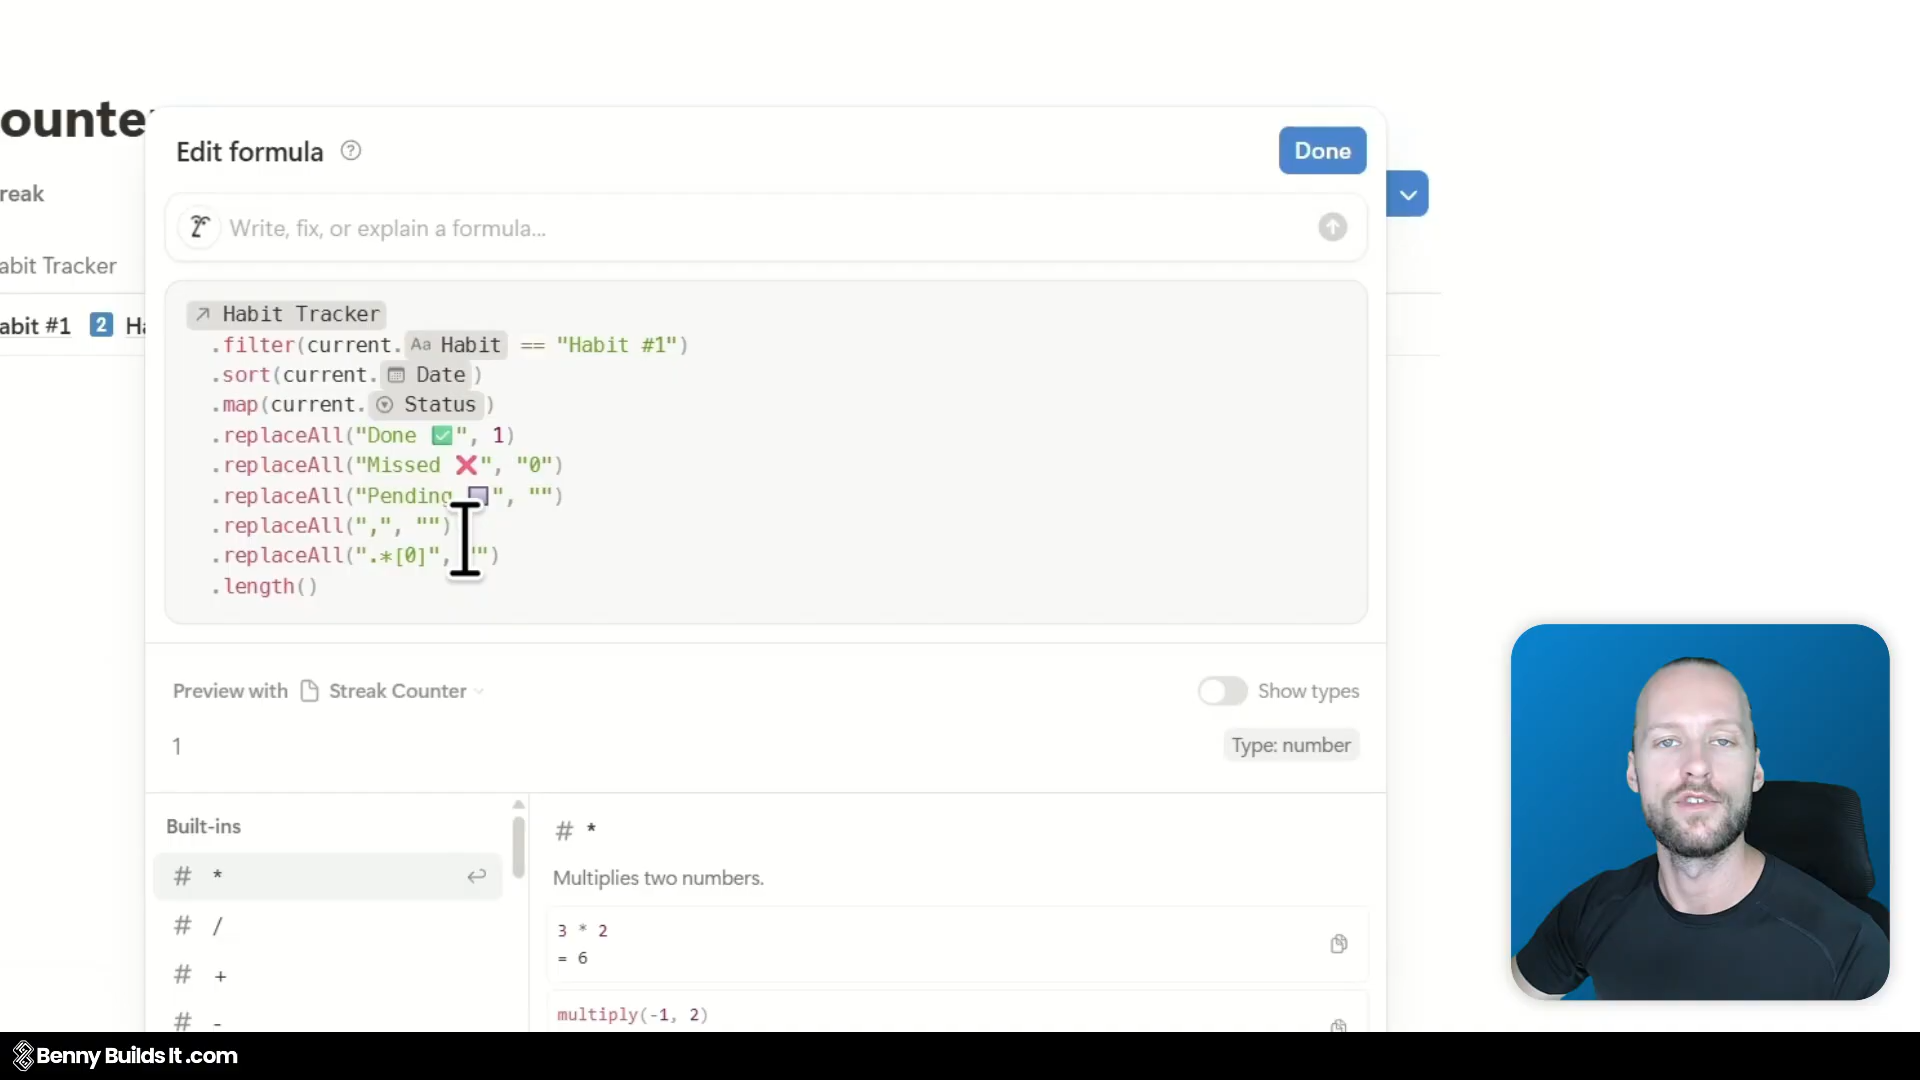 ounte
reak
abit Tracker
abit #1 2 Ha
Edit formula ?
Done
Write, fix, or explain a formula...
↗ Habit Tracker
.filter(current. Aa Habit == "Habit #1")
.sort(current. Date )
.map(current. Status )
.replaceAll("Done ✅", 1)
.replaceAll("Missed ❌", "0")
.replaceAll("Pending ", "")
.replaceAll(",", "")
.replaceAll(".*[0]", "")
.length()
Preview with Streak Counter
Show types
1
Type: number
Built-ins
# *
# /
# +
# -
# *
Multiplies two numbers.
3 * 2
= 6
multiply(-1, 2)
Benny Builds It .com